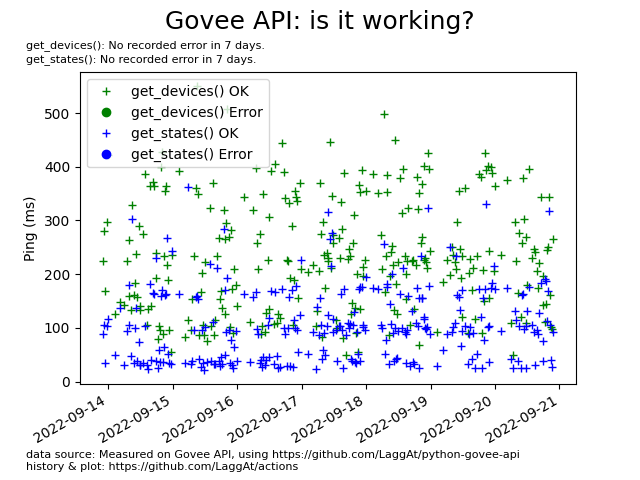 Govee API: is it working?
get_devices(): No recorded error in 7 days.
get_states(): No recorded error in 7 days.
get_devices() OK
get_devices() Error
get_states() OK
get_states() Error
Ping (ms)
500
400
300
200
100
0
2022-09-14
2022-09-15
2022-09-16
2022-09-17
2022-09-18
2022-09-19
2022-09-20
2022-09-21
data source: Measured on Govee API, using https://github.com/LaggAt/python-govee-api
history & plot: https://github.com/LaggAt/actions